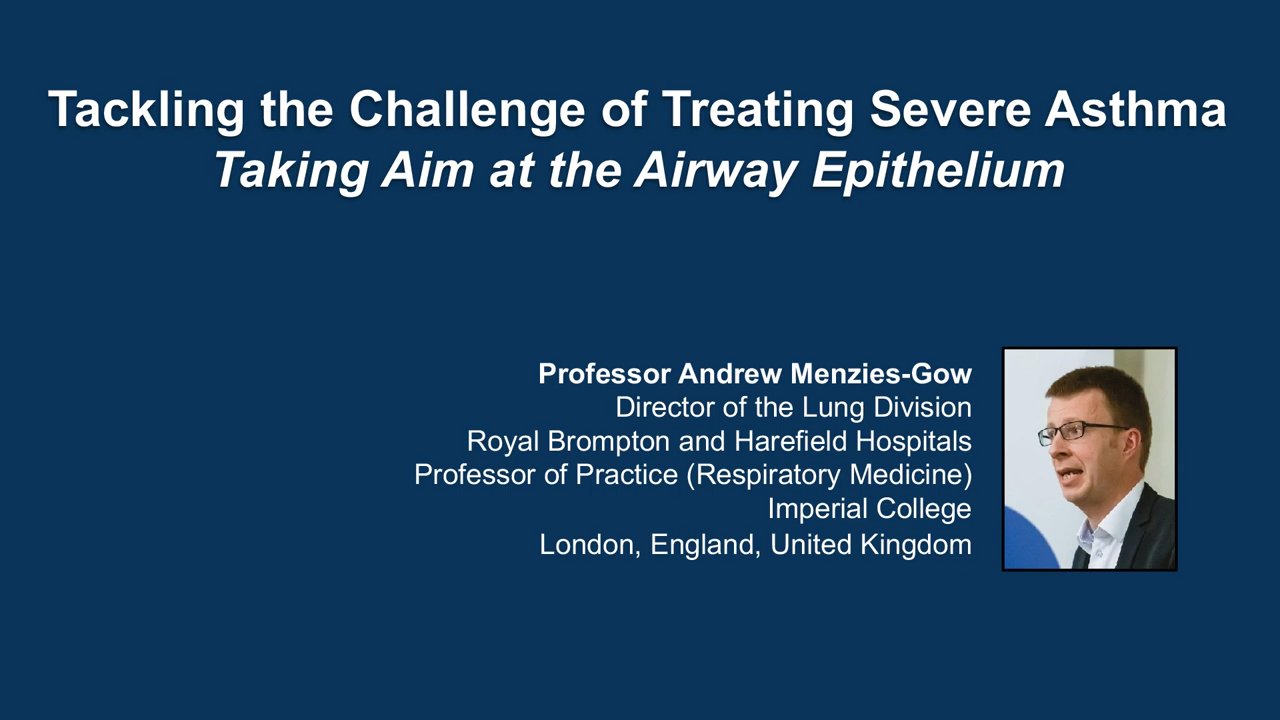 Tackling the Challenge of Treating Severe Asthma
Taking Aim at the Airway Epithelium
Professor Andrew Menzies-Gow
Director of the Lung Division
Royal Brompton and Harefield Hospitals
Professor of Practice (Respiratory Medicine)
Imperial College
London, England, United Kingdom